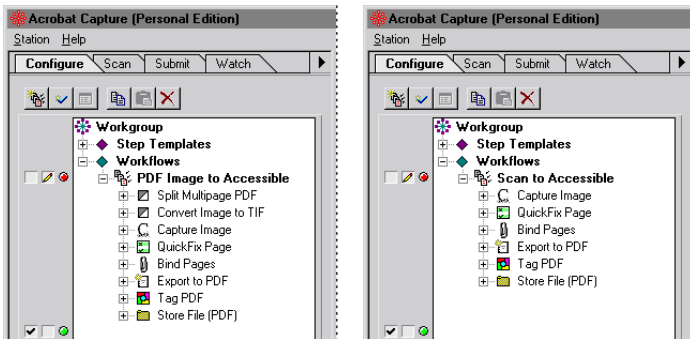 Acrobat Capture (Personal Edition)
Station Help
Configure Scan Submit Watch
Workgroup
Step Templates
Workflows
PDF Image to Accessible
Split Multipage PDF
Convert Image to TIF
Capture Image
QuickFix Page
Bind Pages
Export to PDF
Tag PDF
Store File (PDF)
Acrobat Capture (Personal Edition)
Station Help
Configure Scan Submit Watch
Workgroup
Step Templates
Workflows
Scan to Accessible
Capture Image
QuickFix Page
Bind Pages
Export to PDF
Tag PDF
Store File (PDF)